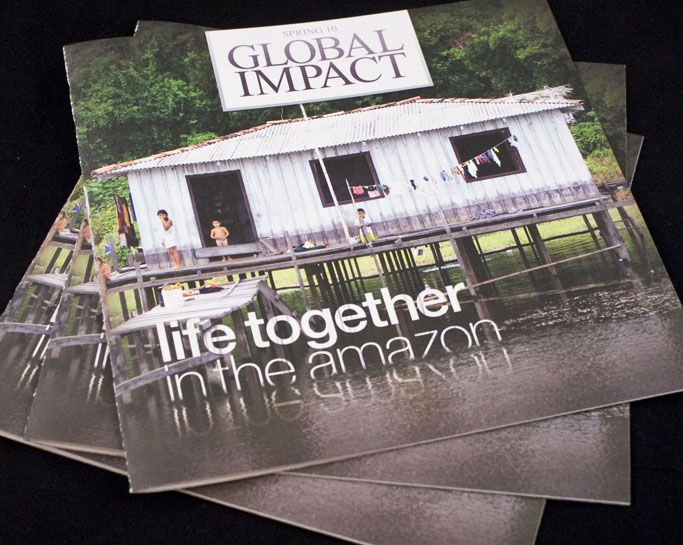 SPRING 10
GLOBAL
IMPACT
life together
in the amazon